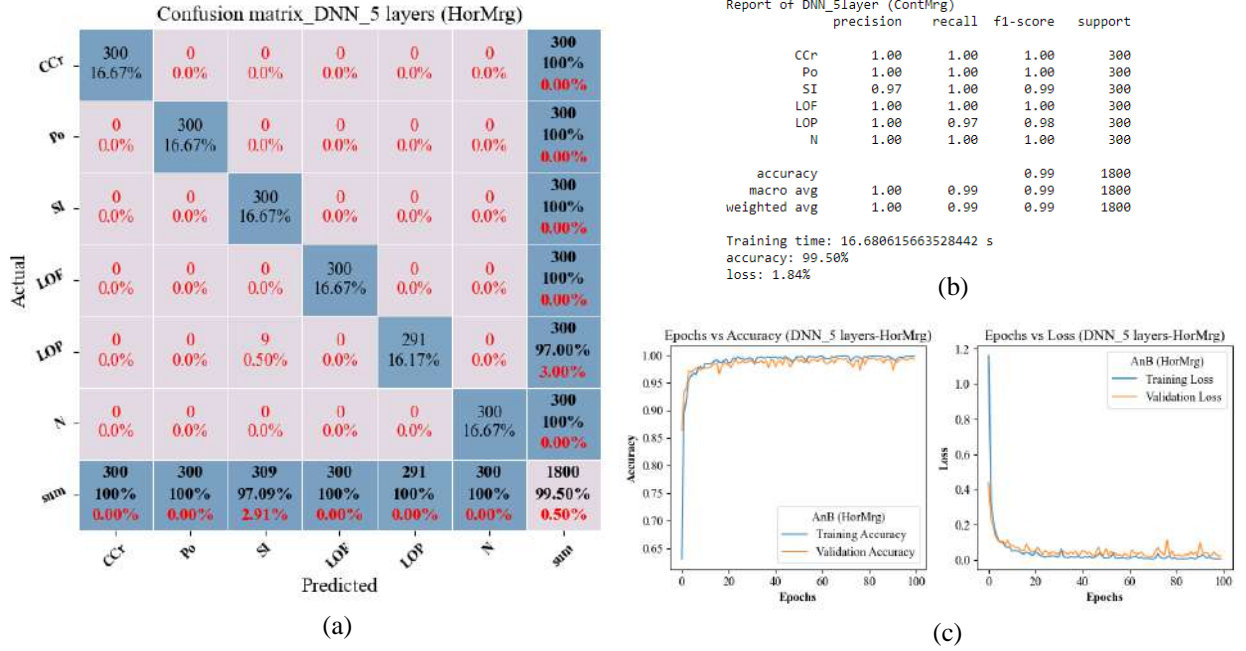 Confusion matrix_DNN_5 layers (HorMrg)
Actual
CCr
300 0 0 0 0 0 300
16.67% 0.0% 0.0% 0.0% 0.0% 0.0% 100%
0.00%
Po
0 300 0 0 0 0 300
0.0% 16.67% 0.0% 0.0% 0.0% 0.0% 100%
0.00%
SI
0 0 300 0 0 0 300
0.0% 0.0% 16.67% 0.0% 0.0% 0.0% 100%
0.00%
LOF
0 0 0 300 0 0 300
0.0% 0.0% 0.0% 16.67% 0.0% 0.0% 100%
0.00%
LOP
0 0 9 0 291 0 300
0.0% 0.0% 0.50% 0.0% 16.17% 0.0% 97.00%
3.00%
N
0 0 0 0 0 300 300
0.0% 0.0% 0.0% 0.0% 0.0% 16.67% 100%
0.00%
sum
300 300 309 300 291 300 1800
100% 100% 97.09% 100% 100% 100% 99.50%
0.00% 0.00% 2.91% 0.00% 0.00% 0.00% 0.50%
CCr Po SI LOF LOP N sum
Predicted
(a)
Report of DNN_5layer (ContMrg)
precision recall f1-score support
CCr 1.00 1.00 1.00 300
Po 1.00 1.00 1.00 300
SI 0.97 1.00 0.99 300
LOF 1.00 1.00 1.00 300
LOP 1.00 0.97 0.98 300
N 1.00 1.00 1.00 300
accuracy 0.99 1800
macro avg 1.00 0.99 0.99 1800
weighted avg 1.00 0.99 0.99 1800
Training time: 16.680615663528442 s
accuracy: 99.50%
loss: 1.84%
(b)
Epochs vs Accuracy (DNN_5 layers-HorMrg)
Accuracy
1.00
0.95
0.90
0.85
0.80
0.75
0.70
0.65
AnB (HorMrg)
Training Accuracy
Validation Accuracy
0 20 40 60 80 100
Epochs
Epochs vs Loss (DNN_5 layers-HorMrg)
Loss
1.2
1.0
0.8
0.6
0.4
0.2
0.0
AnB (HorMrg)
Training Loss
Validation Loss
0 20 40 60 80 100
Epochs
(c)